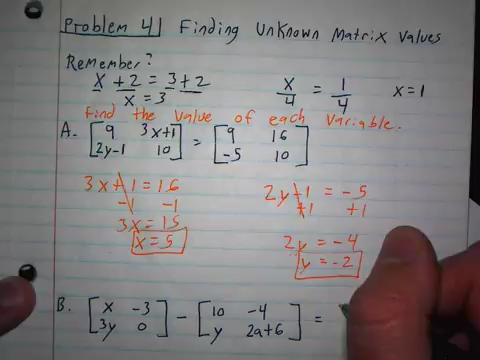 Problem 4| Finding Unknown Matrix Values
Remember?
x + 2 = 3 + 2    x/4 = 1/4    x = 1
x = 3
Find the value of each variable.
A. [9 3x+1; 2y-1 10] = [9 16; -5 10]
3x + 1 = 16    2y - 1 = -5
-1 -1    +1 +1
3x = 15    2y = -4
x = 5    y = -2
B. [x -3; 3y 0] - [10 -4; y 2a+6] =